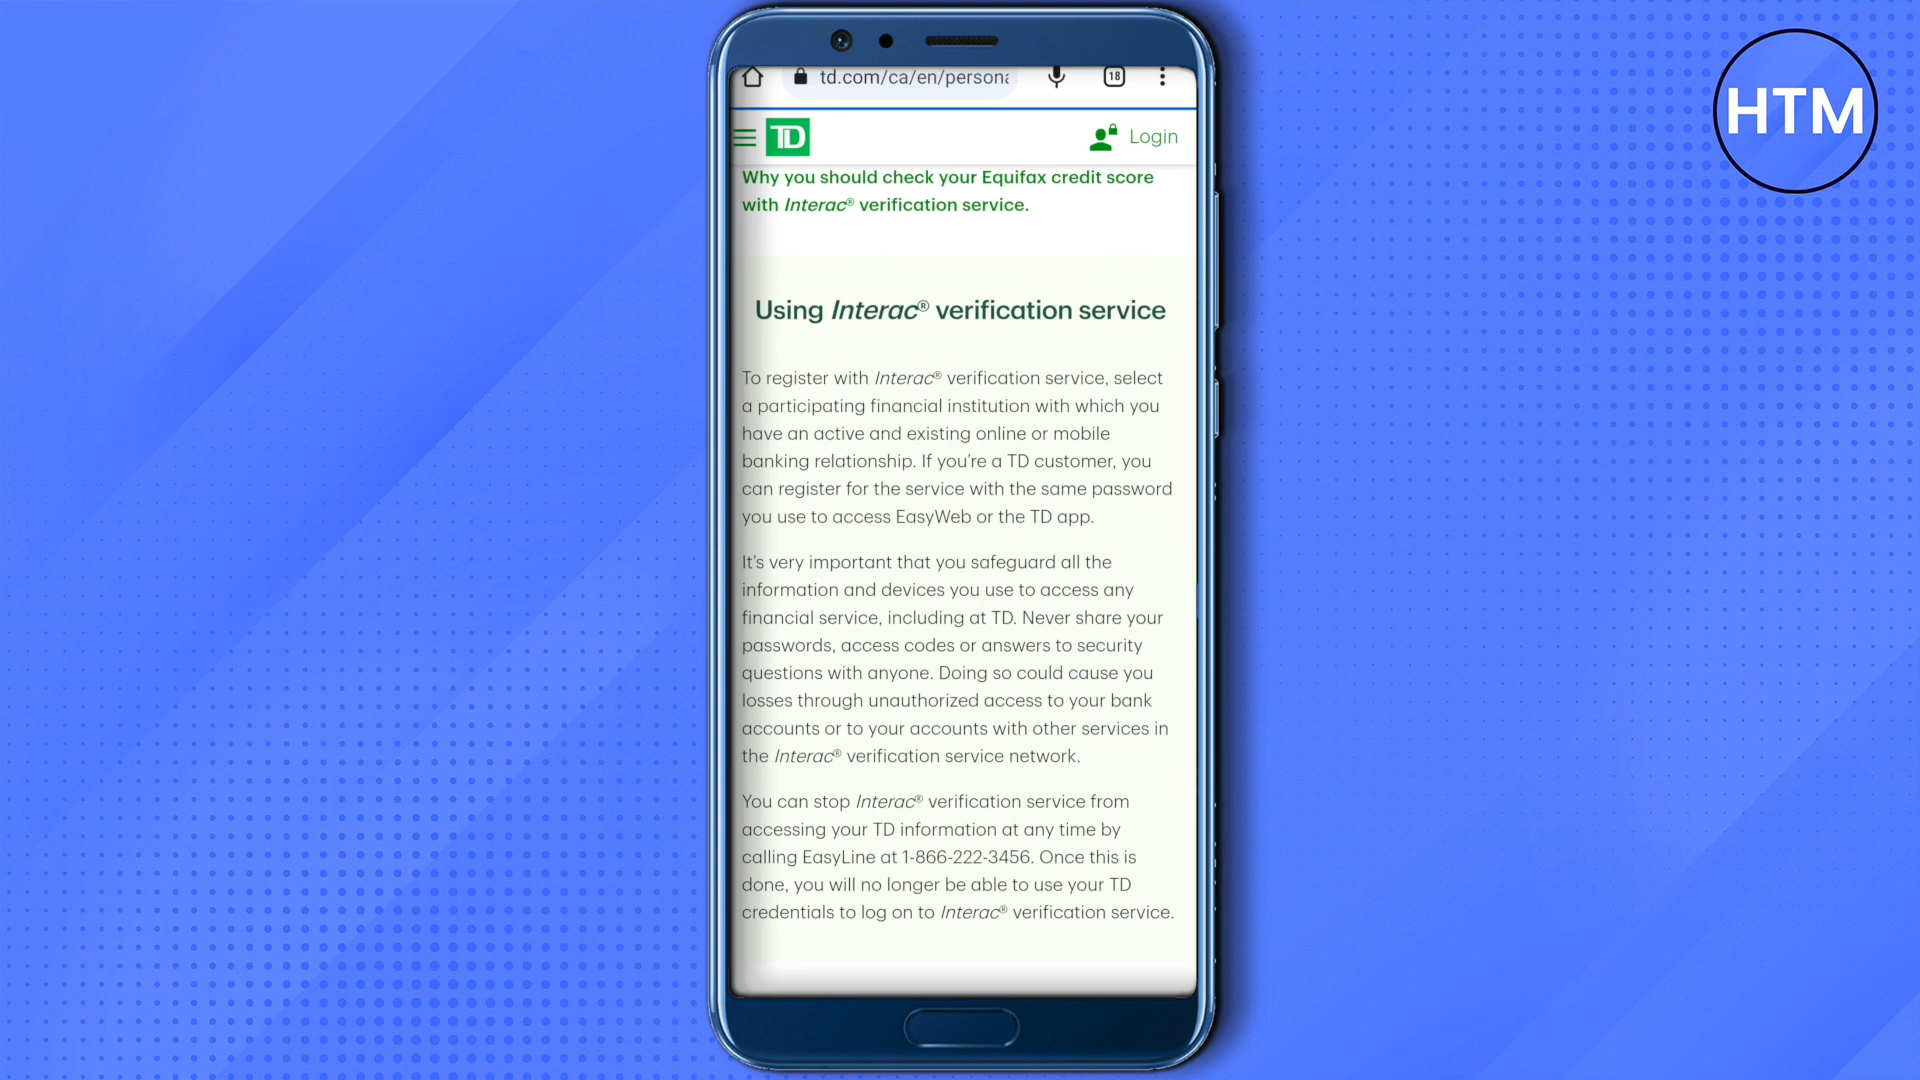 HTM
td.com/ca/en/persona
18
TD
Login
Why you should check your Equifax credit score
with Interac® verification service.
Using Interac® verification service
To register with Interac® verification service, select
a participating financial institution with which you
have an active and existing online or mobile
banking relationship. If you're a TD customer, you
can register for the service with the same password
you use to access EasyWeb or the TD app.
It's very important that you safeguard all the
information and devices you use to access any
financial service, including at TD. Never share your
passwords, access codes or answers to security
questions with anyone. Doing so could cause you
losses through unauthorized access to your bank
accounts or to your accounts with other services in
the Interac® verification service network.
You can stop Interac® verification service from
accessing your TD information at any time by
calling EasyLine at 1-866-222-3456. Once this is
done, you will no longer be able to use your TD
credentials to log on to Interac® verification service.